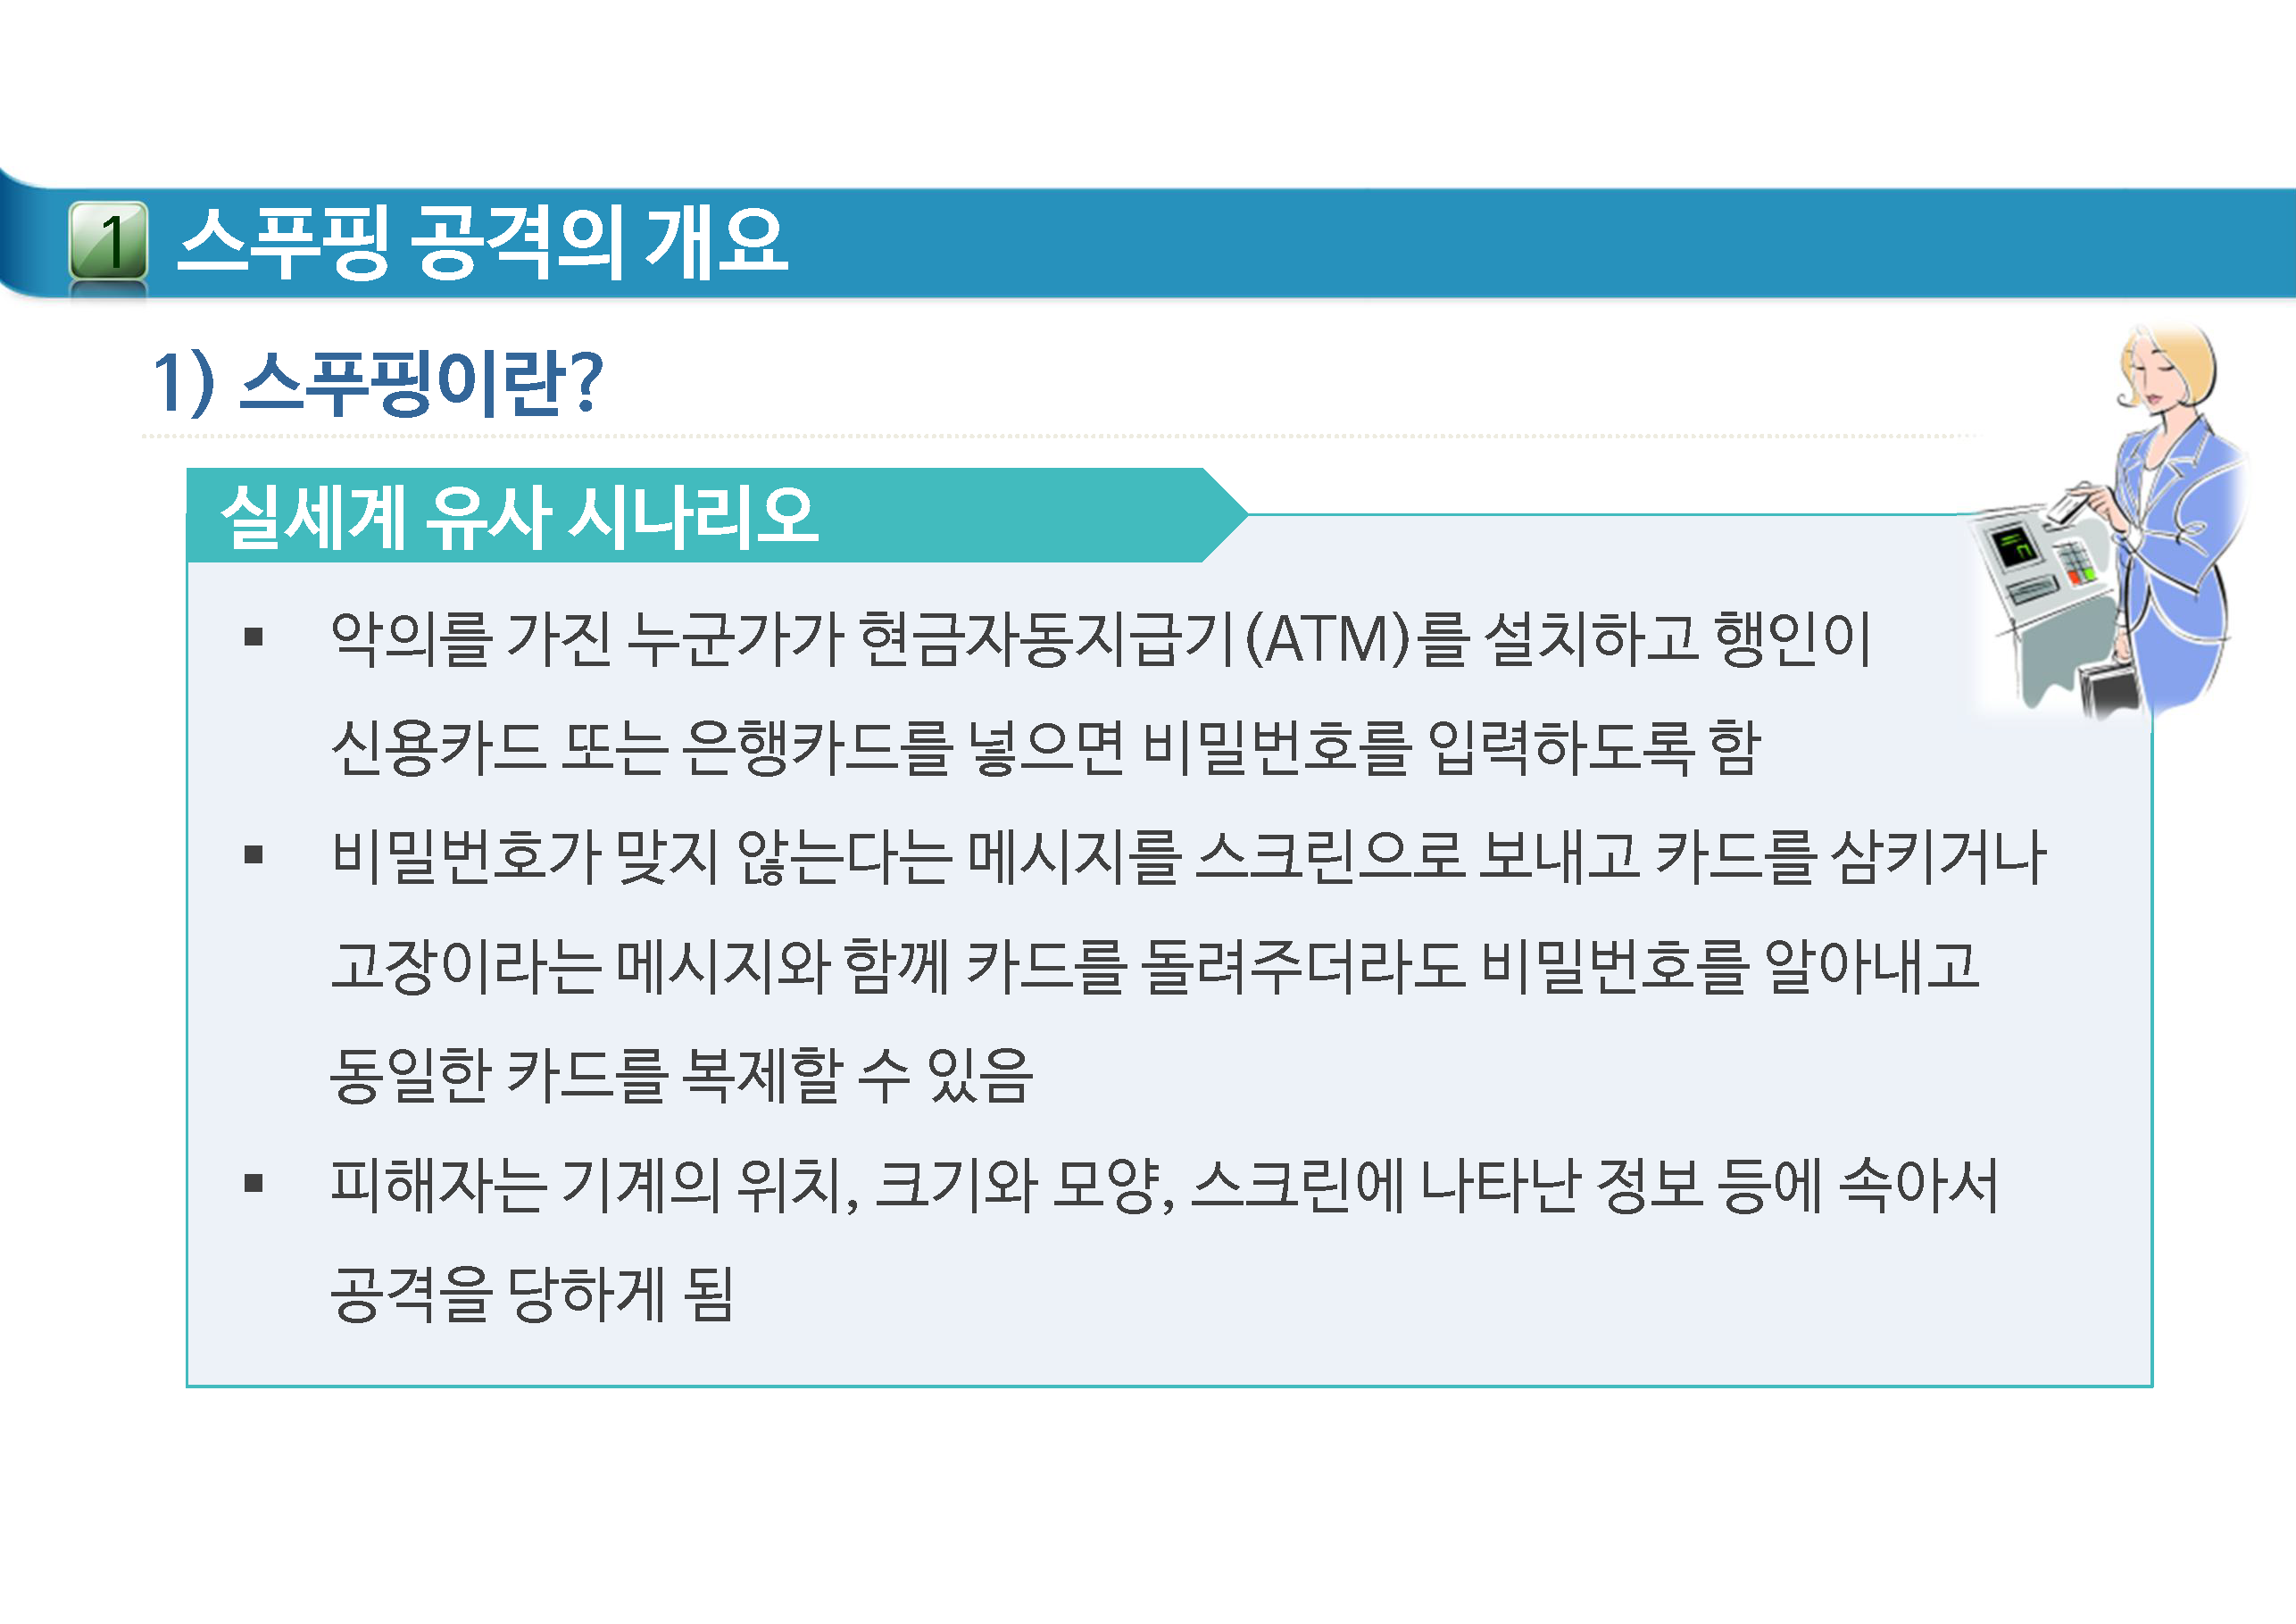 1 스푸핑 공격의 개요
1) 스푸핑이란?
실세계 유사 시나리오
▪ 악의를 가진 누군가가 현금자동지급기(ATM)를 설치하고 행인이
신용카드 또는 은행카드를 넣으면 비밀번호를 입력하도록 함
▪ 비밀번호가 맞지 않는다는 메시지를 스크린으로 보내고 카드를 삼키거나
고장이라는 메시지와 함께 카드를 돌려주더라도 비밀번호를 알아내고
동일한 카드를 복제할 수 있음
▪ 피해자는 기계의 위치, 크기와 모양, 스크린에 나타난 정보 등에 속아서
공격을 당하게 됨